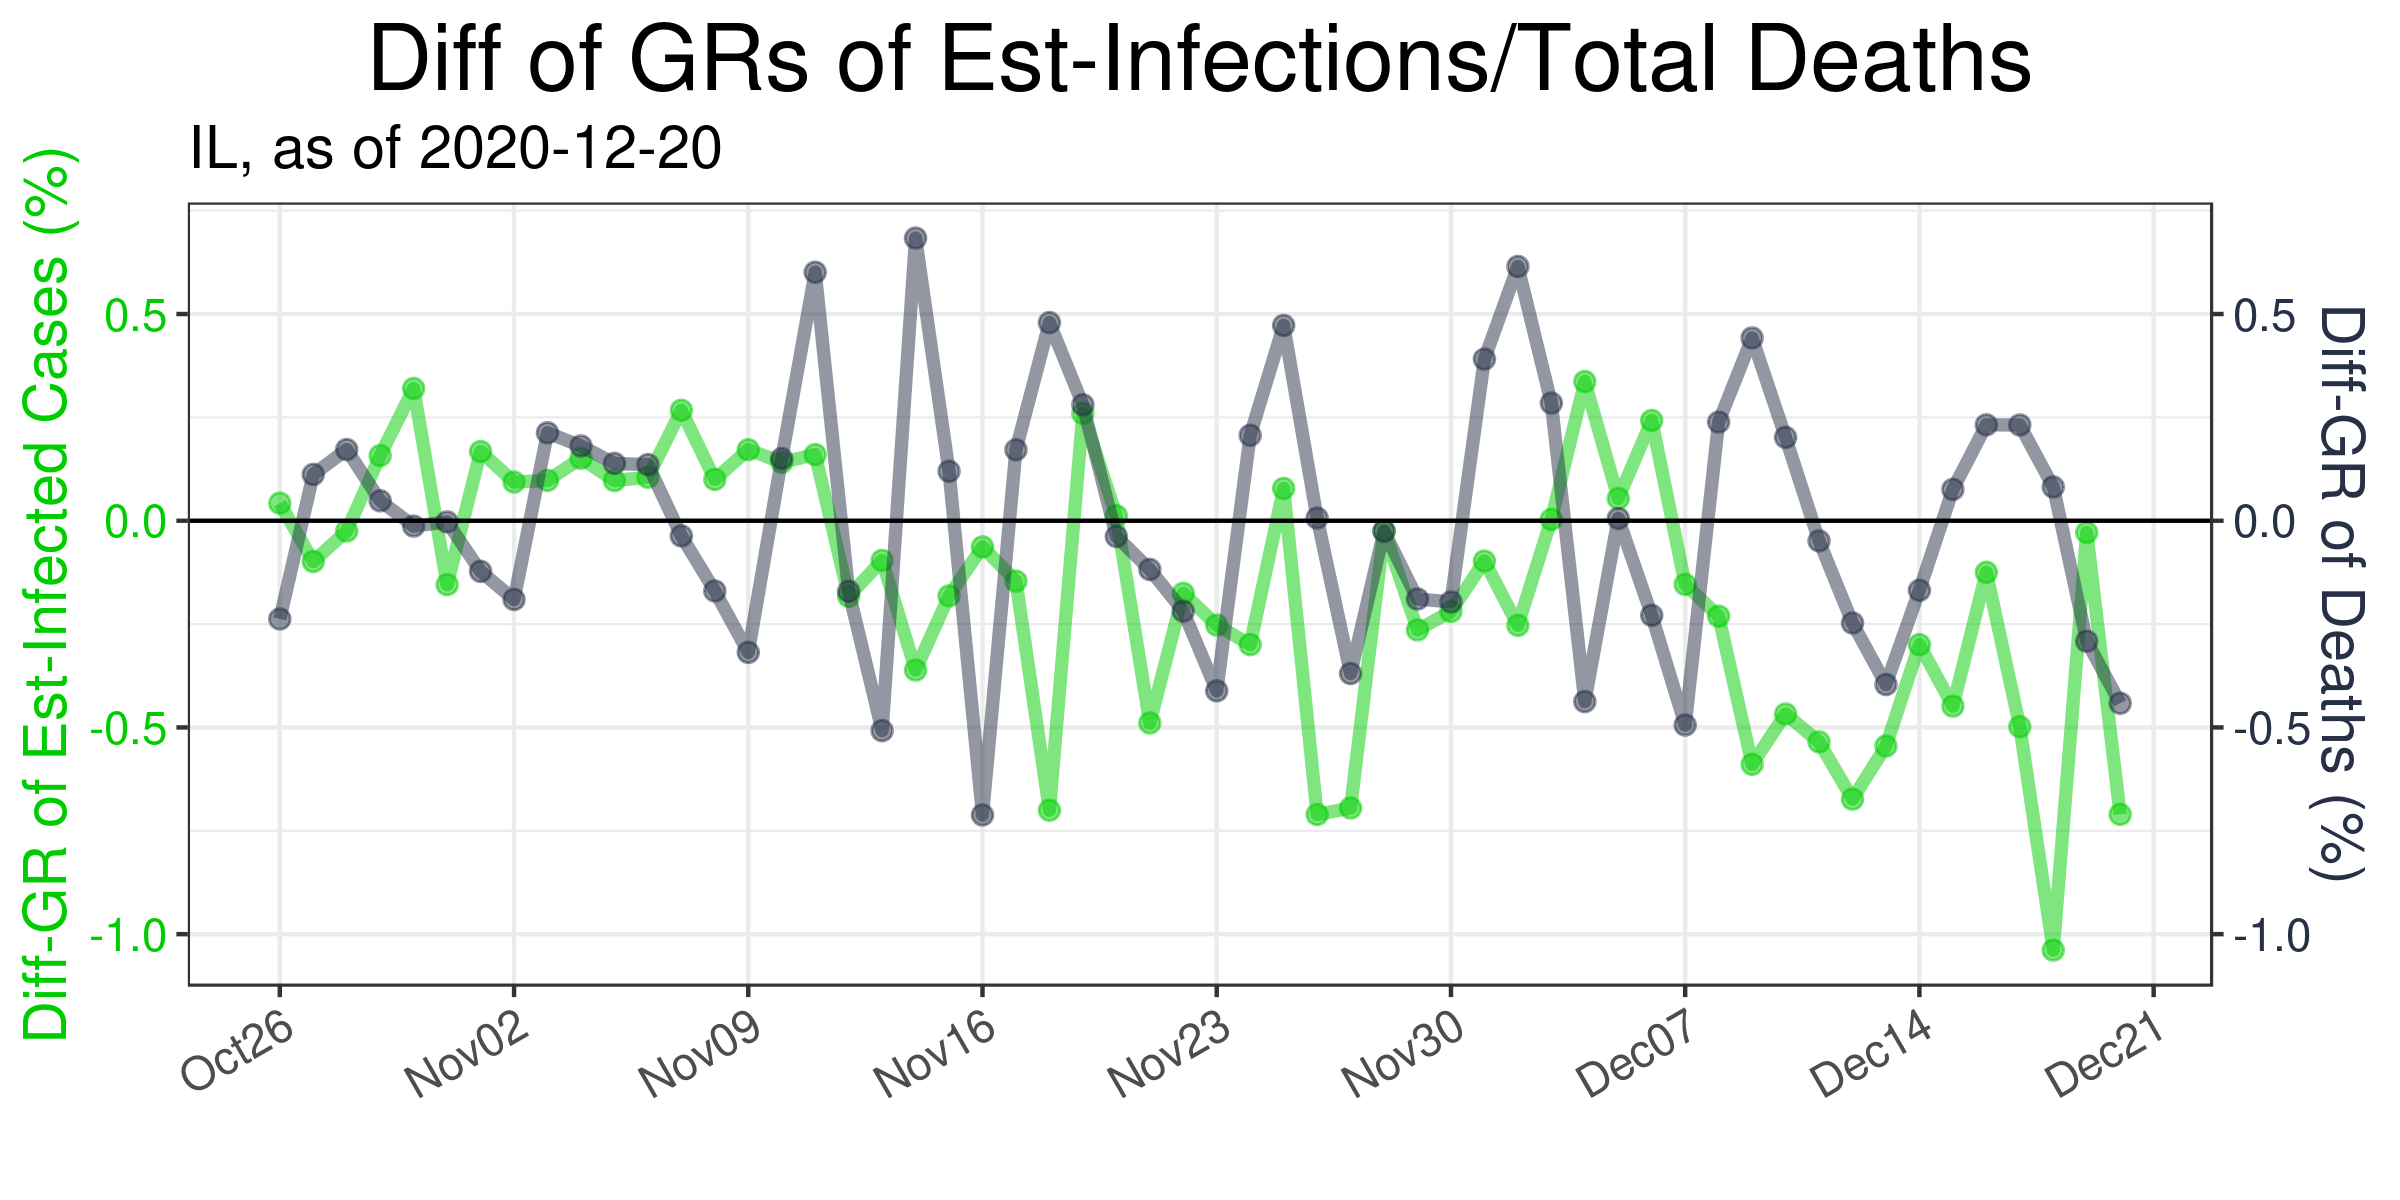 Diff of GRs of Est-Infections/Total Deaths
IL, as of 2020-12-20
Diff-GR of Est-Infected Cases (%)
0.5
0.0
-0.5
-1.0
0.5
0.0
-0.5
-1.0
Diff-GR of Deaths (%)
Oct26
Nov02
Nov09
Nov16
Nov23
Nov30
Dec07
Dec14
Dec21